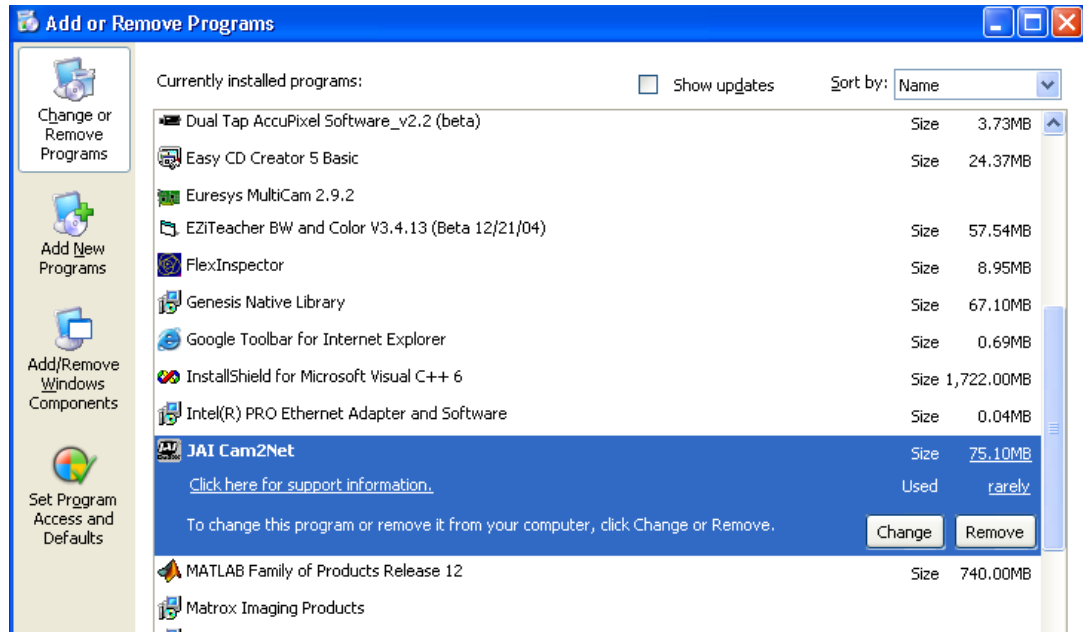 Add or Remove Programs
Change or
Remove
Programs
Add New
Programs
Add/Remove
Windows
Components
Set Program
Access and
Defaults
Currently installed programs: Show updates Sort by: Name
Dual Tap AccuPixel Software_v2.2 (beta) Size 3.73MB
Easy CD Creator 5 Basic Size 24.37MB
Euresys MultiCam 2.9.2
EZiTeacher BW and Color V3.4.13 (Beta 12/21/04) Size 57.54MB
FlexInspector Size 8.95MB
Genesis Native Library Size 67.10MB
Google Toolbar for Internet Explorer Size 0.69MB
InstallShield for Microsoft Visual C++ 6 Size 1,722.00MB
Intel(R) PRO Ethernet Adapter and Software Size 0.04MB
JAI Cam2Net Size 75.10MB
Click here for support information. Used rarely
To change this program or remove it from your computer, click Change or Remove. Change Remove
MATLAB Family of Products Release 12 Size 740.00MB
Matrox Imaging Products